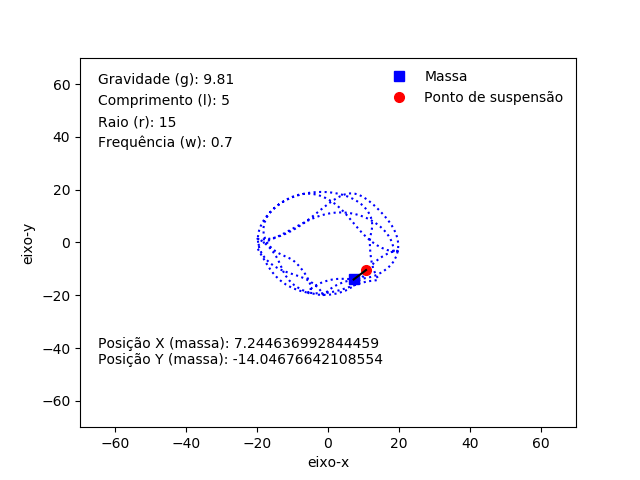 Gravidade (g): 9.81
Comprimento (l): 5
Raio (r): 15
Frequência (w): 0.7
Massa
Ponto de suspensão
60
40
20
0
−20
−40
−60
eixo-y
Posição X (massa): 7.244636992844459
Posição Y (massa): -14.04676642108554
−60
−40
−20
0
20
40
60
eixo-x